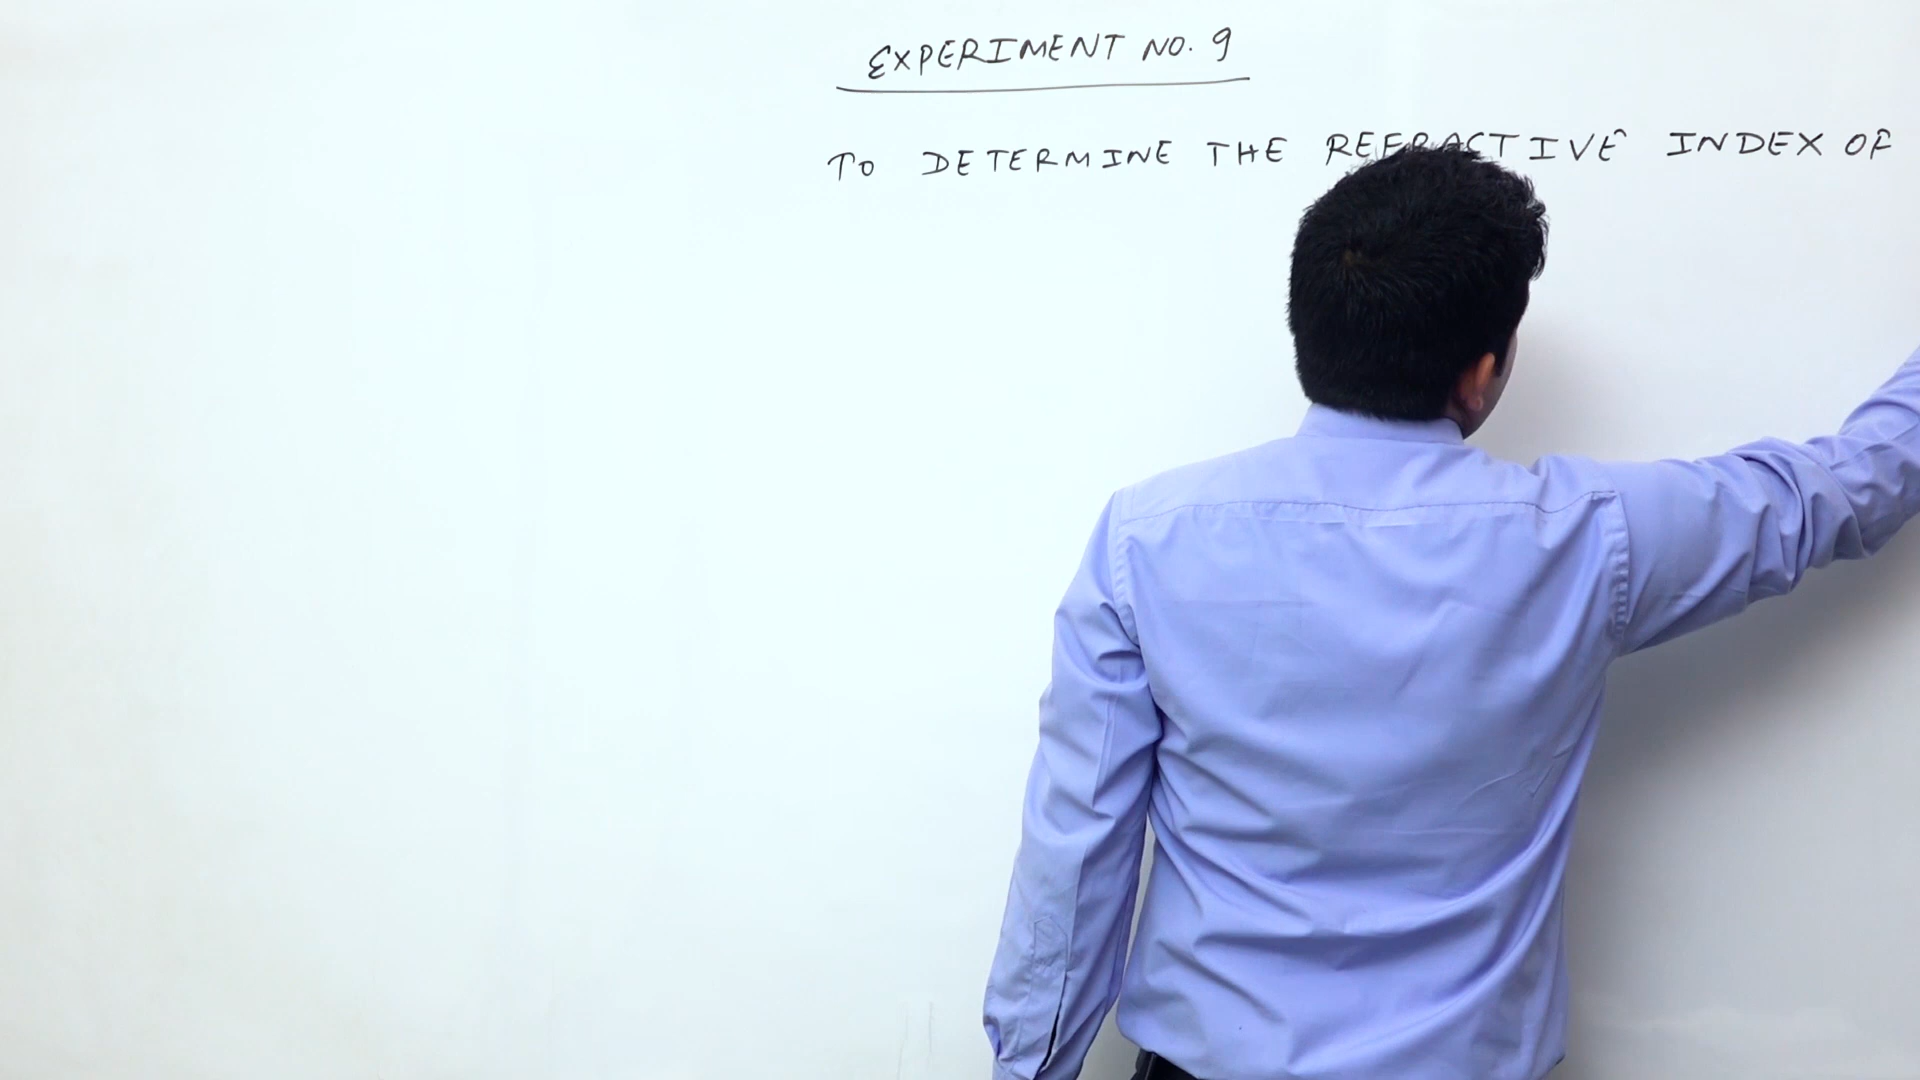 EXPERIMENT NO. 9
TO DETERMINE THE REFRACTIVE INDEX OF